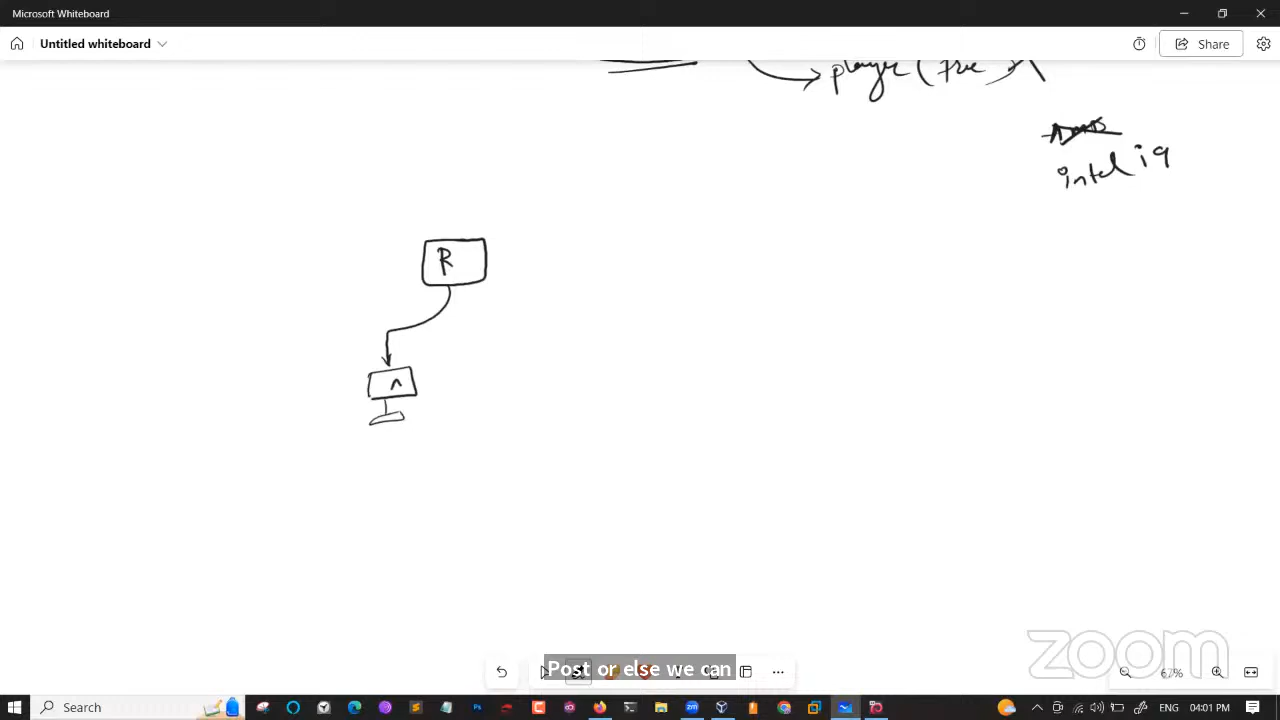 Microsoft Whiteboard
Untitled whiteboard
Share
player (free)
intel i9
R
zoom
Post or else we can
67%
Search
04:01 PM